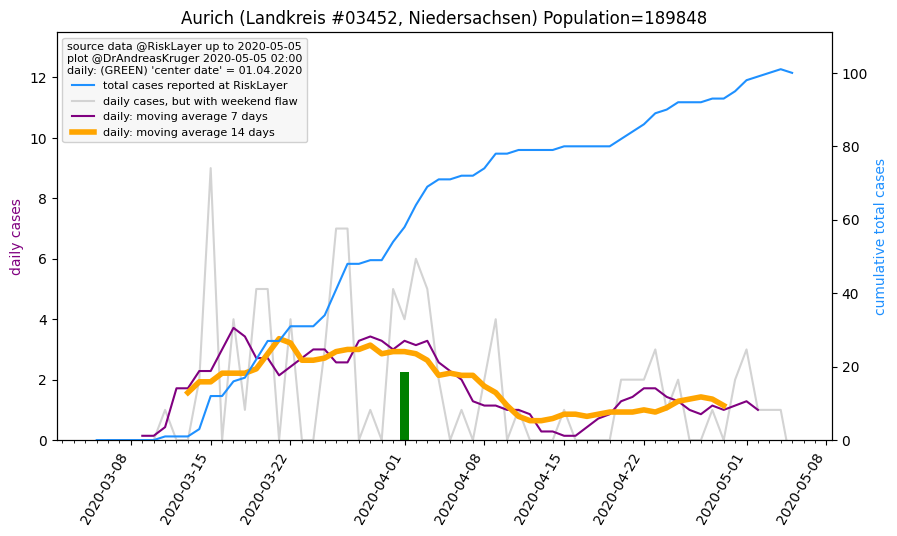 Aurich (Landkreis #03452, Niedersachsen) Population=189848
source data @RiskLayer up to 2020-05-05
plot @DrAndreasKruger 2020-05-05 02:00
daily: (GREEN) 'center date' = 01.04.2020
total cases reported at RiskLayer
daily cases, but with weekend flaw
daily: moving average 7 days
daily: moving average 14 days
daily cases
12
10
8
6
4
2
0
100
80
60
40
20
0
cumulative total cases
2020-03-08
2020-03-15
2020-03-22
2020-04-01
2020-04-08
2020-04-15
2020-04-22
2020-05-01
2020-05-08